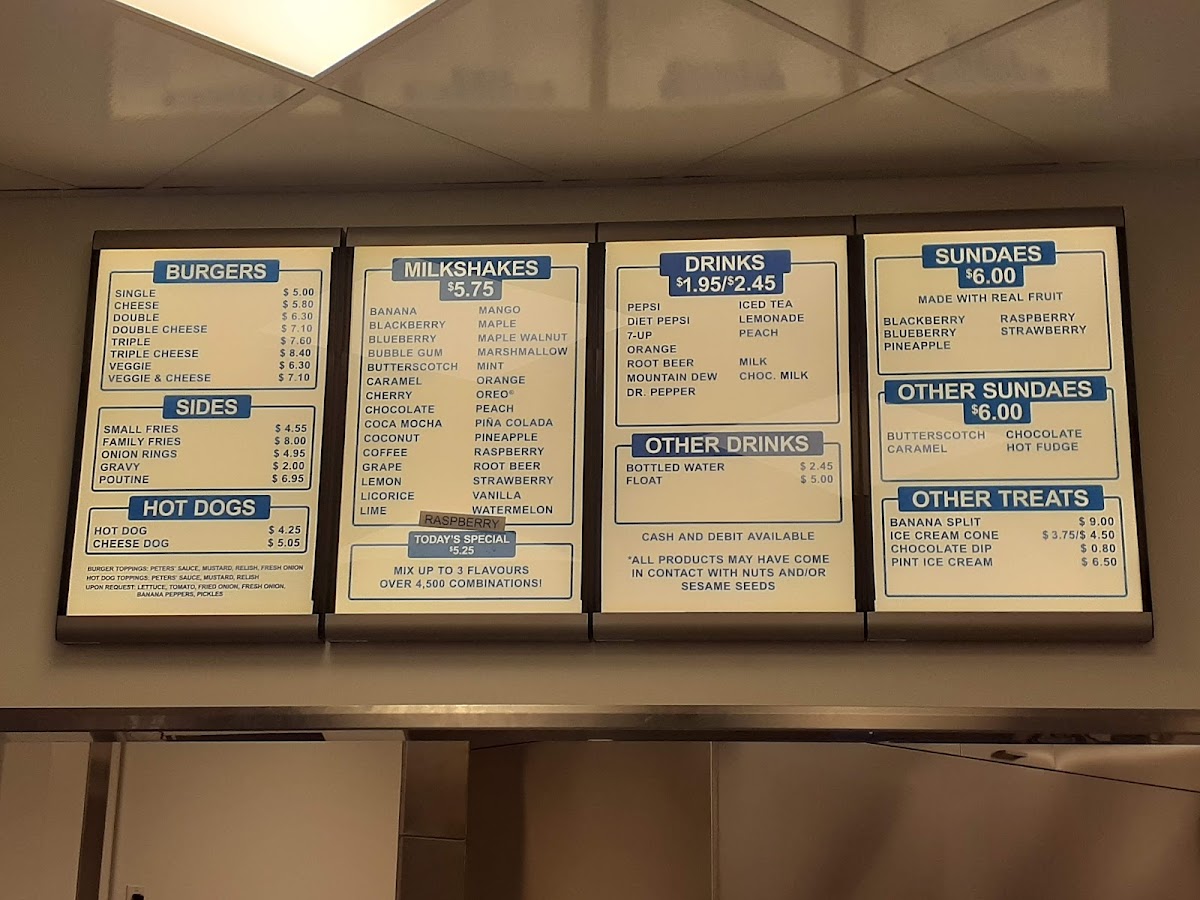 BURGERS
SINGLE $ 5.00
CHEESE $ 5.80
DOUBLE $ 6.30
DOUBLE CHEESE $ 7.10
TRIPLE $ 7.60
TRIPLE CHEESE $ 8.40
VEGGIE $ 6.30
VEGGIE & CHEESE $ 7.10
SIDES
SMALL FRIES $ 4.55
FAMILY FRIES $ 8.00
ONION RINGS $ 4.95
GRAVY $ 2.00
POUTINE $ 6.95
HOT DOGS
HOT DOG $ 4.25
CHEESE DOG $ 5.05
BURGER TOPPINGS: PETERS' SAUCE, MUSTARD, RELISH, FRESH ONION
HOT DOG TOPPINGS: PETERS' SAUCE, MUSTARD, RELISH
UPON REQUEST: LETTUCE, TOMATO, FRIED ONION, FRESH ONION,
BANANA PEPPERS, PICKLES
MILKSHAKES
$5.75
BANANA MANGO
BLACKBERRY MAPLE
BLUEBERRY MAPLE WALNUT
BUBBLE GUM MARSHMALLOW
BUTTERSCOTCH MINT
CARAMEL ORANGE
CHERRY OREO®
CHOCOLATE PEACH
COCA MOCHA PIÑA COLADA
COCONUT PINEAPPLE
COFFEE RASPBERRY
GRAPE ROOT BEER
LEMON STRAWBERRY
LICORICE VANILLA
LIME WATERMELON
RASPBERRY
TODAY'S SPECIAL
$5.25
MIX UP TO 3 FLAVOURS
OVER 4,500 COMBINATIONS!
DRINKS
$1.95/$2.45
PEPSI ICED TEA
DIET PEPSI LEMONADE
7-UP PEACH
ORANGE
ROOT BEER MILK
MOUNTAIN DEW CHOC. MILK
DR. PEPPER
OTHER DRINKS
BOTTLED WATER $ 2.45
FLOAT $ 5.00
CASH AND DEBIT AVAILABLE
*ALL PRODUCTS MAY HAVE COME
IN CONTACT WITH NUTS AND/OR
SESAME SEEDS
SUNDAES
$6.00
MADE WITH REAL FRUIT
BLACKBERRY RASPBERRY
BLUEBERRY STRAWBERRY
PINEAPPLE
OTHER SUNDAES
$6.00
BUTTERSCOTCH CHOCOLATE
CARAMEL HOT FUDGE
OTHER TREATS
BANANA SPLIT $ 9.00
ICE CREAM CONE $ 3.75/$ 4.50
CHOCOLATE DIP $ 0.80
PINT ICE CREAM $ 6.50